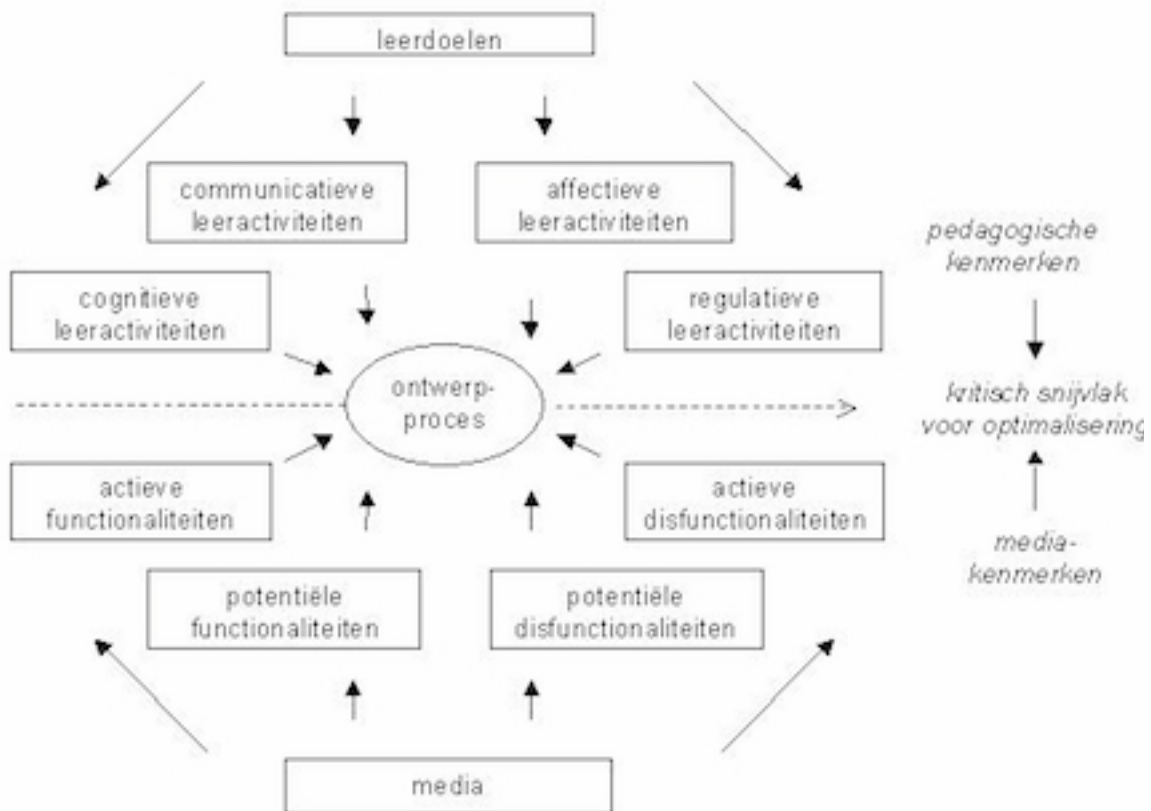 leerdoelen
communicatieve
leeractiviteiten
affectieve
leeractiviteiten
cognitieve
leeractiviteiten
regulatieve
leeractiviteiten
pedagogische
kenmerken
ontwerp-
proces
kritisch snijvlak
voor optimalisering
actieve
functionaliteiten
actieve
disfunctionaliteiten
media-
kenmerken
potentiële
functionaliteiten
potentiële
disfunctionaliteiten
media